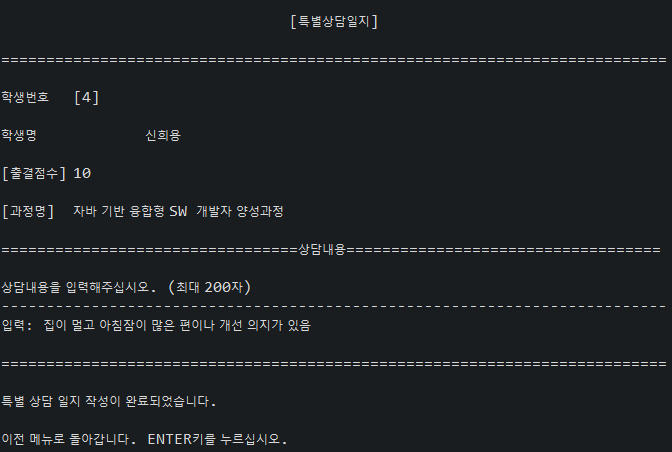 [특별상담일지]
==========================================================================
학생번호 [4]
학생명 신희용
[출결점수] 10
[과정명] 자바 기반 융합형 SW 개발자 양성과정
=================================상담내용===================================
상담내용을 입력해주십시오. (최대 200자)
--------------------------------------------------------------------------
입력: 집이 멀고 아침잠이 많은 편이나 개선 의지가 있음
==========================================================================
특별 상담 일지 작성이 완료되었습니다.
이전 메뉴로 돌아갑니다. ENTER키를 누르십시오.